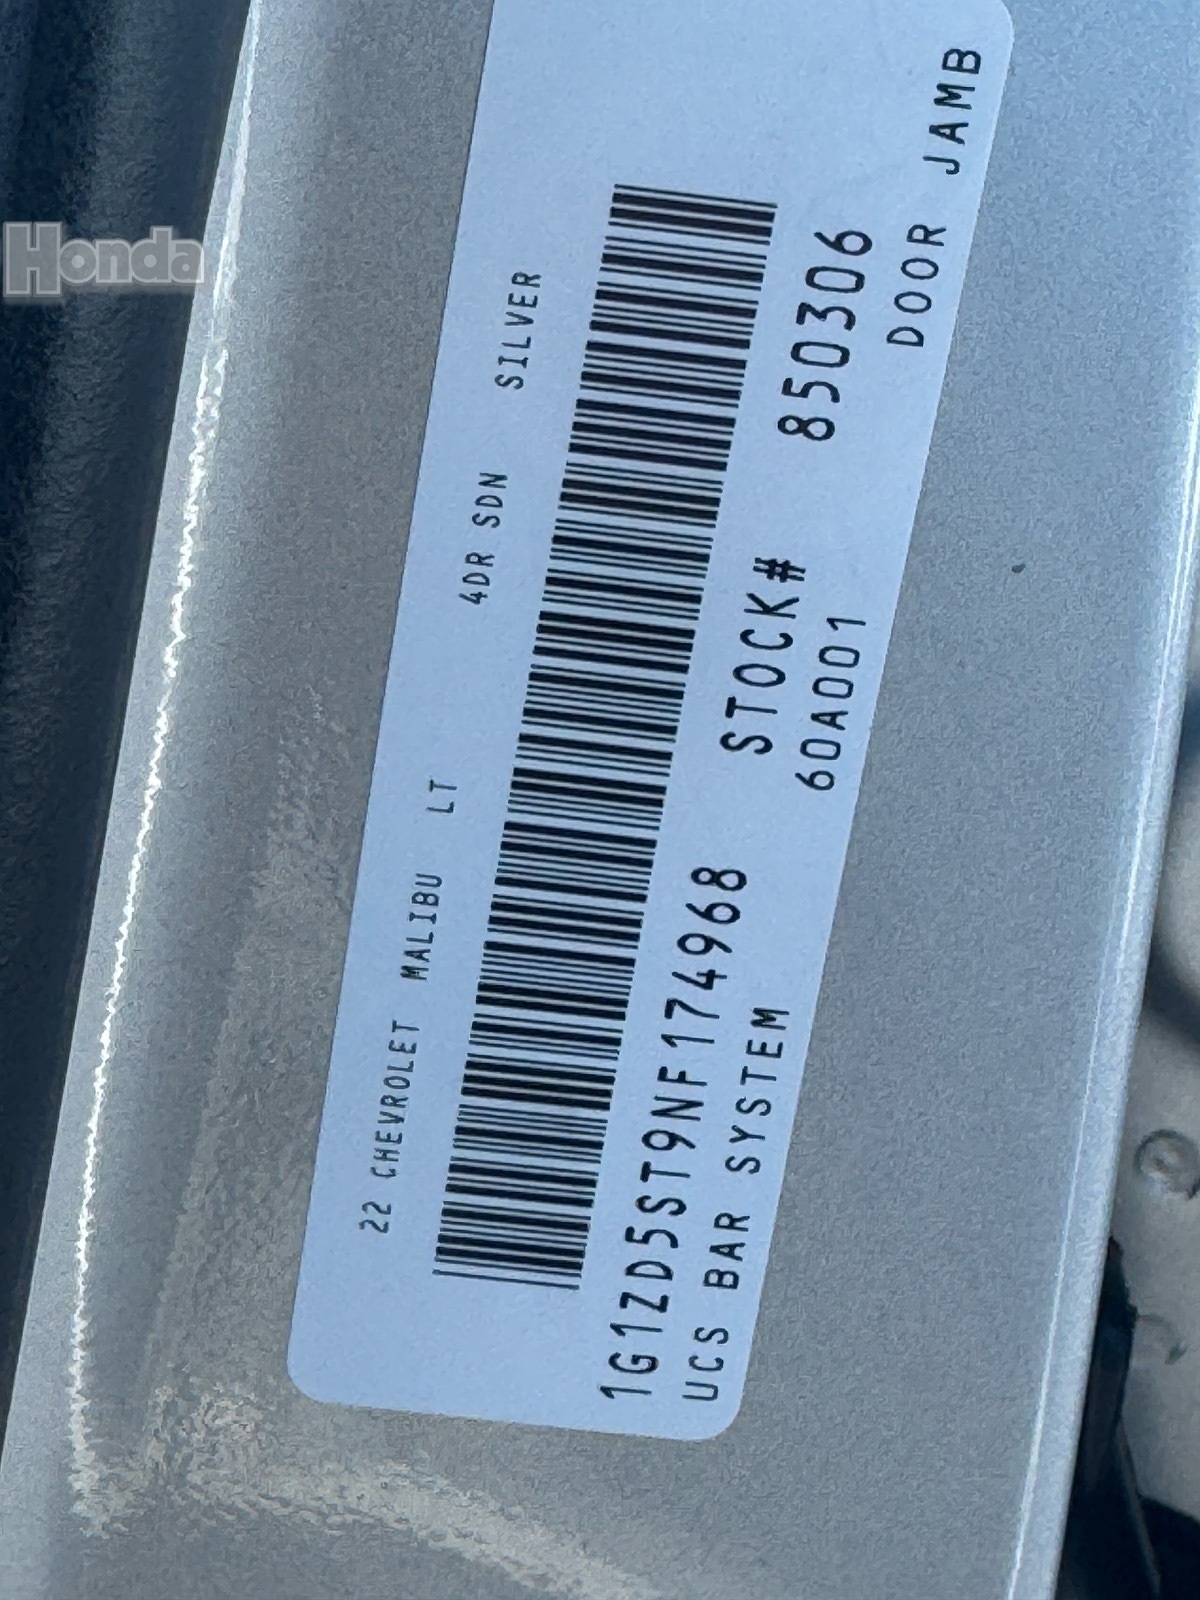 Honda
22 CHEVROLET MALIBU LT 4DR SDN SILVER
1G1ZD5ST9NF174968 STOCK# 850306
UCS BAR SYSTEM 60A001 DOOR JAMB